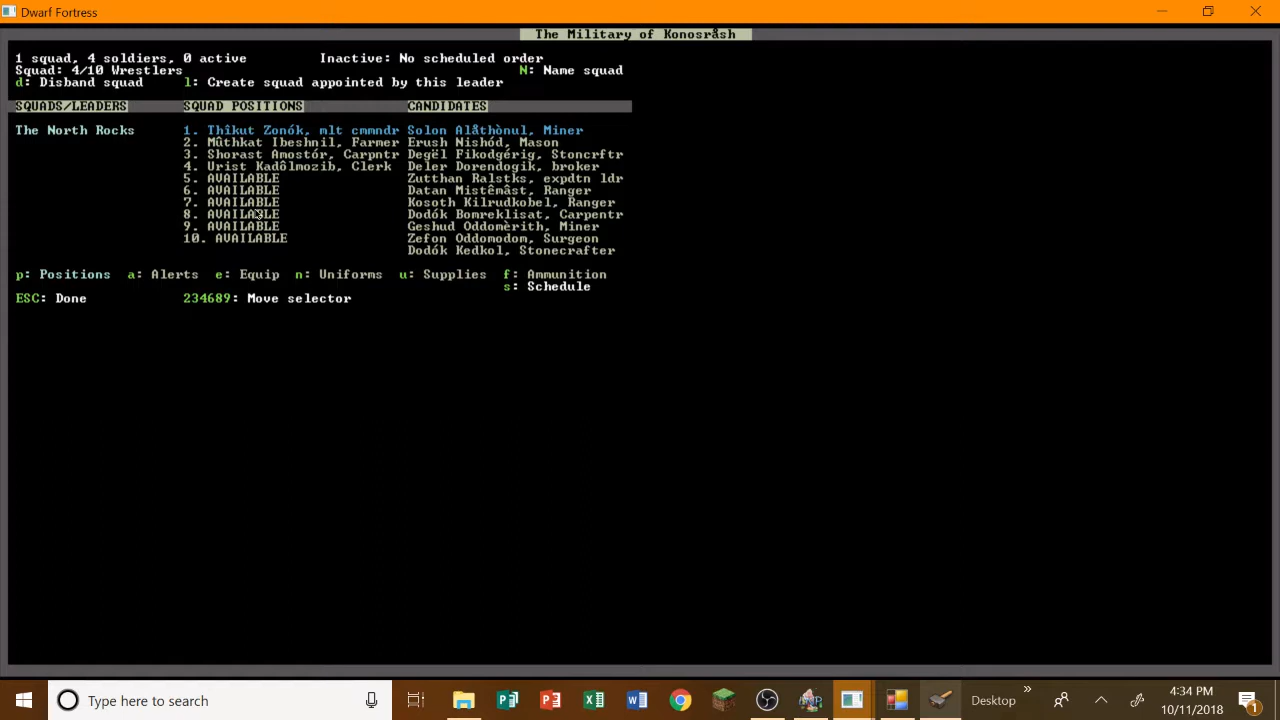 Dwarf Fortress
The Military of Konosråsh
1 squad, 4 soldiers, 0 active Inactive: No scheduled order
Squad: 4/10 Wrestlers N: Name squad
d: Disband squad l: Create squad appointed by this leader
SQUADS/LEADERS SQUAD POSITIONS CANDIDATES
The North Rocks 1. Thîkut Zonók, mlt cmmndr Solon Alåthònul, Miner
2. Mûthkat Ibeshnil, Farmer Erush Nishód, Mason
3. Shorast Amostór, Carpntr Degël Fikodgérig, Stoncrftr
4. Urist Kadôlmozib, Clerk Deler Dorendogik, broker
5. AVAILABLE Zutthan Ralstks, expdtn ldr
6. AVAILABLE Datan Mistêmâst, Ranger
7. AVAILABLE Kosoth Kilrudkobel, Ranger
8. AVAILABLE Dodók Bomreklisat, Carpentr
9. AVAILABLE Geshud Oddomèrith, Miner
10. AVAILABLE Zefon Oddomodom, Surgeon
Dodók Kedkol, Stonecrafter
p: Positions a: Alerts e: Equip n: Uniforms u: Supplies f: Ammunition
s: Schedule
ESC: Done 234689: Move selector
Type here to search
Desktop
4:34 PM
10/11/2018
1